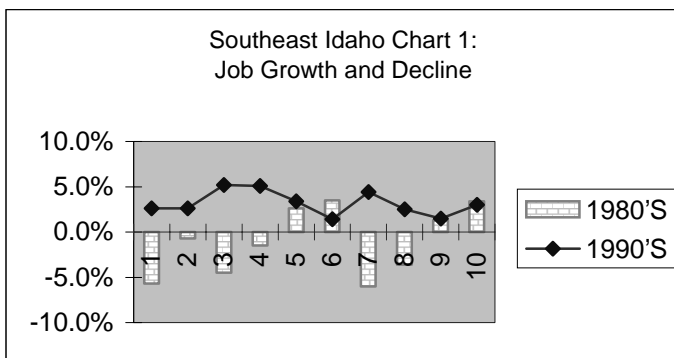 Southeast Idaho Chart 1:
Job Growth and Decline
10.0%
5.0%
0.0%
-5.0%
-10.0%
1 2 3 4 5 6 7 8 9 10
1980'S
1990'S